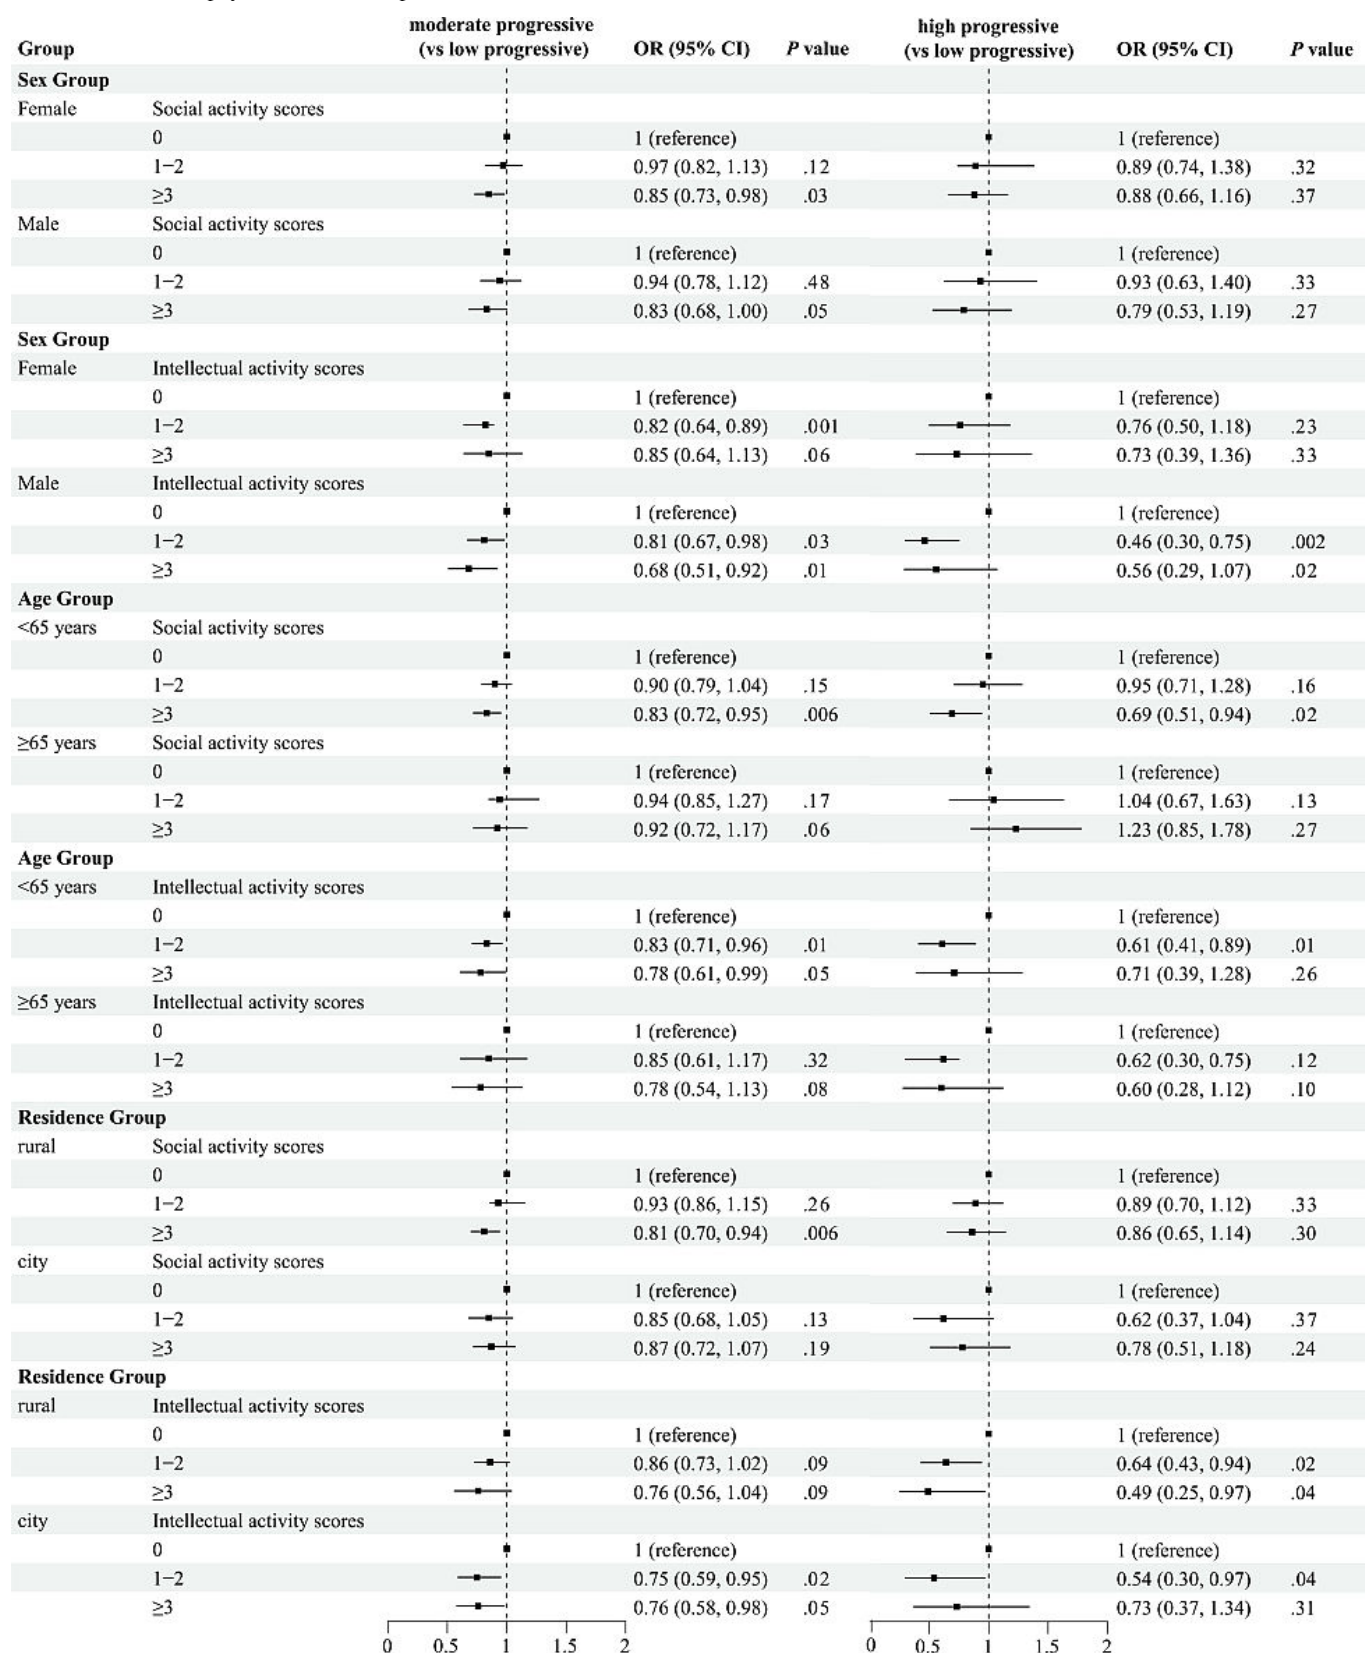 moderate progressive high progressive
Group (vs low progressive) OR (95% CI) P value (vs low progressive) OR (95% CI) P value
Sex Group
Female Social activity scores
0 1 (reference) 1 (reference)
1−2 0.97 (0.82, 1.13) .12 0.89 (0.74, 1.38) .32
≥3 0.85 (0.73, 0.98) .03 0.88 (0.66, 1.16) .37
Male Social activity scores
0 1 (reference) 1 (reference)
1−2 0.94 (0.78, 1.12) .48 0.93 (0.63, 1.40) .33
≥3 0.83 (0.68, 1.00) .05 0.79 (0.53, 1.19) .27
Sex Group
Female Intellectual activity scores
0 1 (reference) 1 (reference)
1−2 0.82 (0.64, 0.89) .001 0.76 (0.50, 1.18) .23
≥3 0.85 (0.64, 1.13) .06 0.73 (0.39, 1.36) .33
Male Intellectual activity scores
0 1 (reference) 1 (reference)
1−2 0.81 (0.67, 0.98) .03 0.46 (0.30, 0.75) .002
≥3 0.68 (0.51, 0.92) .01 0.56 (0.29, 1.07) .02
Age Group
<65 years Social activity scores
0 1 (reference) 1 (reference)
1−2 0.90 (0.79, 1.04) .15 0.95 (0.71, 1.28) .16
≥3 0.83 (0.72, 0.95) .006 0.69 (0.51, 0.94) .02
≥65 years Social activity scores
0 1 (reference) 1 (reference)
1−2 0.94 (0.85, 1.27) .17 1.04 (0.67, 1.63) .13
≥3 0.92 (0.72, 1.17) .06 1.23 (0.85, 1.78) .27
Age Group
<65 years Intellectual activity scores
0 1 (reference) 1 (reference)
1−2 0.83 (0.71, 0.96) .01 0.61 (0.41, 0.89) .01
≥3 0.78 (0.61, 0.99) .05 0.71 (0.39, 1.28) .26
≥65 years Intellectual activity scores
0 1 (reference) 1 (reference)
1−2 0.85 (0.61, 1.17) .32 0.62 (0.30, 0.75) .12
≥3 0.78 (0.54, 1.13) .08 0.60 (0.28, 1.12) .10
Residence Group
rural Social activity scores
0 1 (reference) 1 (reference)
1−2 0.93 (0.86, 1.15) .26 0.89 (0.70, 1.12) .33
≥3 0.81 (0.70, 0.94) .006 0.86 (0.65, 1.14) .30
city Social activity scores
0 1 (reference) 1 (reference)
1−2 0.85 (0.68, 1.05) .13 0.62 (0.37, 1.04) .37
≥3 0.87 (0.72, 1.07) .19 0.78 (0.51, 1.18) .24
Residence Group
rural Intellectual activity scores
0 1 (reference) 1 (reference)
1−2 0.86 (0.73, 1.02) .09 0.64 (0.43, 0.94) .02
≥3 0.76 (0.56, 1.04) .09 0.49 (0.25, 0.97) .04
city Intellectual activity scores
0 1 (reference) 1 (reference)
1−2 0.75 (0.59, 0.95) .02 0.54 (0.30, 0.97) .04
≥3 0.76 (0.58, 0.98) .05 0.73 (0.37, 1.34) .31
0 0.5 1 1.5 2 0 0.5 1 1.5 2